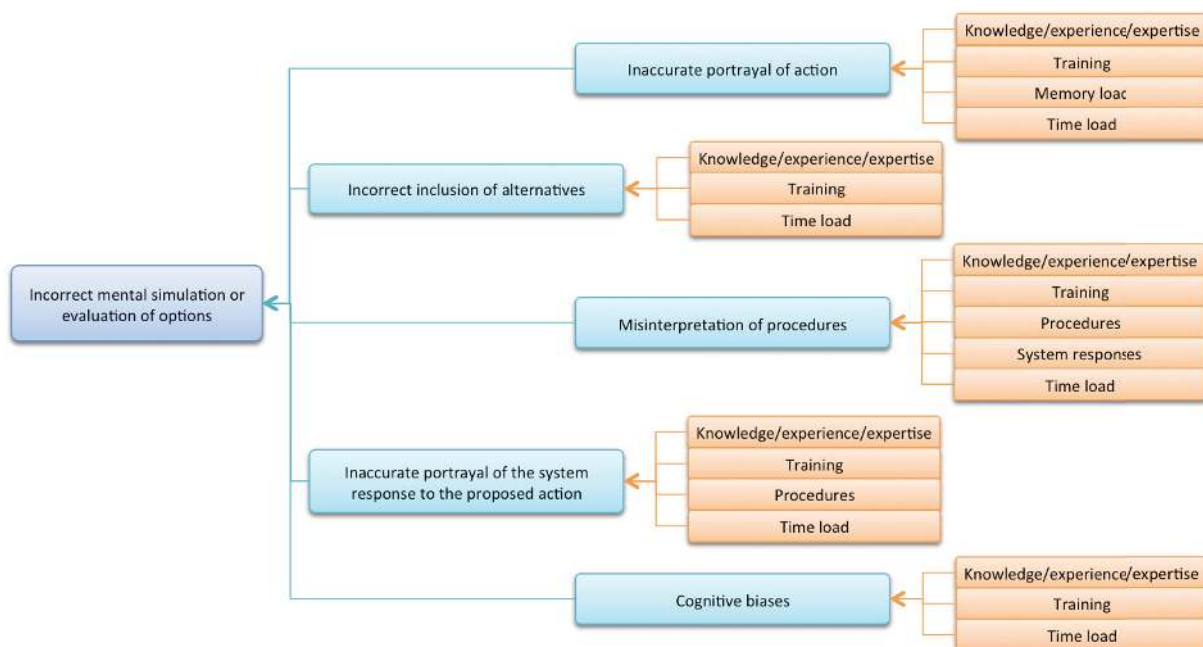 Knowledge/experience/expertise
Inaccurate portrayal of action
Training
Memory load
Time load
Knowledge/experience/expertise
Incorrect inclusion of alternatives
Training
Time load
Knowledge/experience/expertise
Incorrect mental simulation or
evaluation of options
Training
Misinterpretation of procedures
Procedures
System responses
Time load
Knowledge/experience/expertise
Inaccurate portrayal of the system
response to the proposed action
Training
Procedures
Time load
Knowledge/experience/expertise
Cognitive biases
Training
Time load